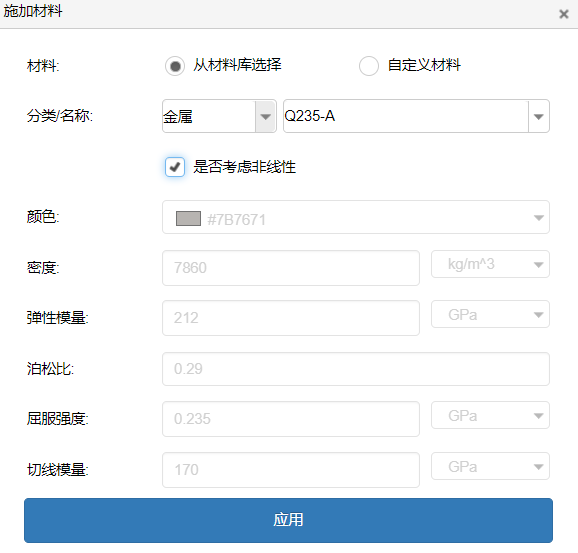 施加材料
材料: 从材料库选择 自定义材料
分类/名称: 金属 Q235-A
是否考虑非线性
颜色: #7B7671
密度: 7860 kg/m^3
弹性模量: 212 GPa
泊松比: 0.29
屈服强度: 0.235 GPa
切线模量: 170 GPa
应用